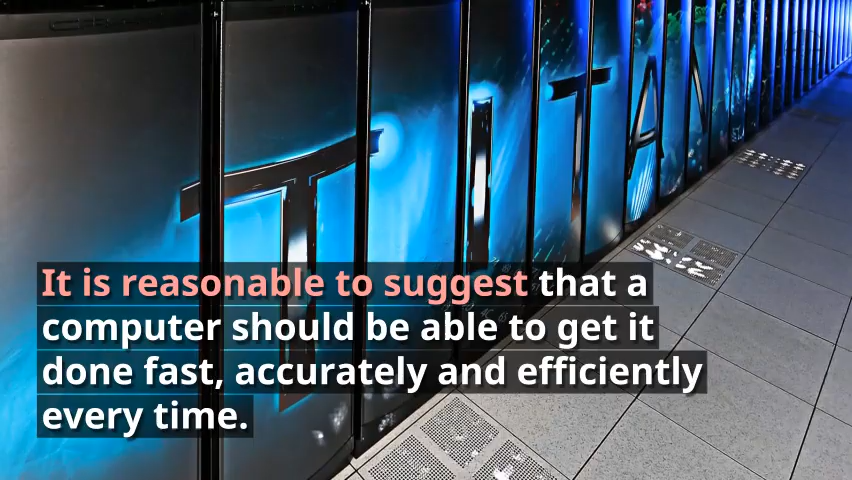 TITAN
It is reasonable to suggest that a
computer should be able to get it
done fast, accurately and efficiently
every time.